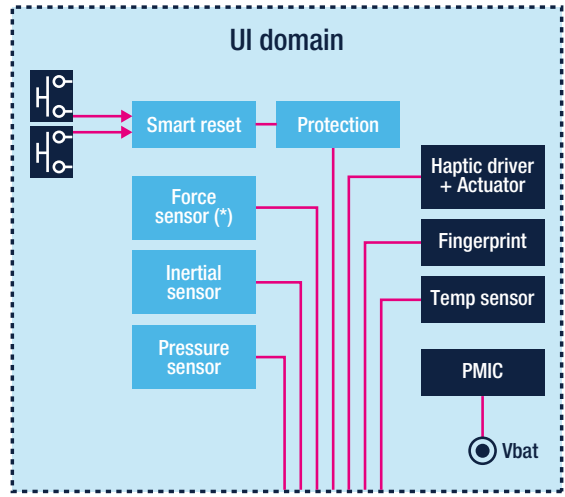 UI domain
Smart reset
Protection
Haptic driver
+ Actuator
Force
sensor (*)
Fingerprint
Inertial
sensor
Temp sensor
Pressure
sensor
PMIC
Vbat